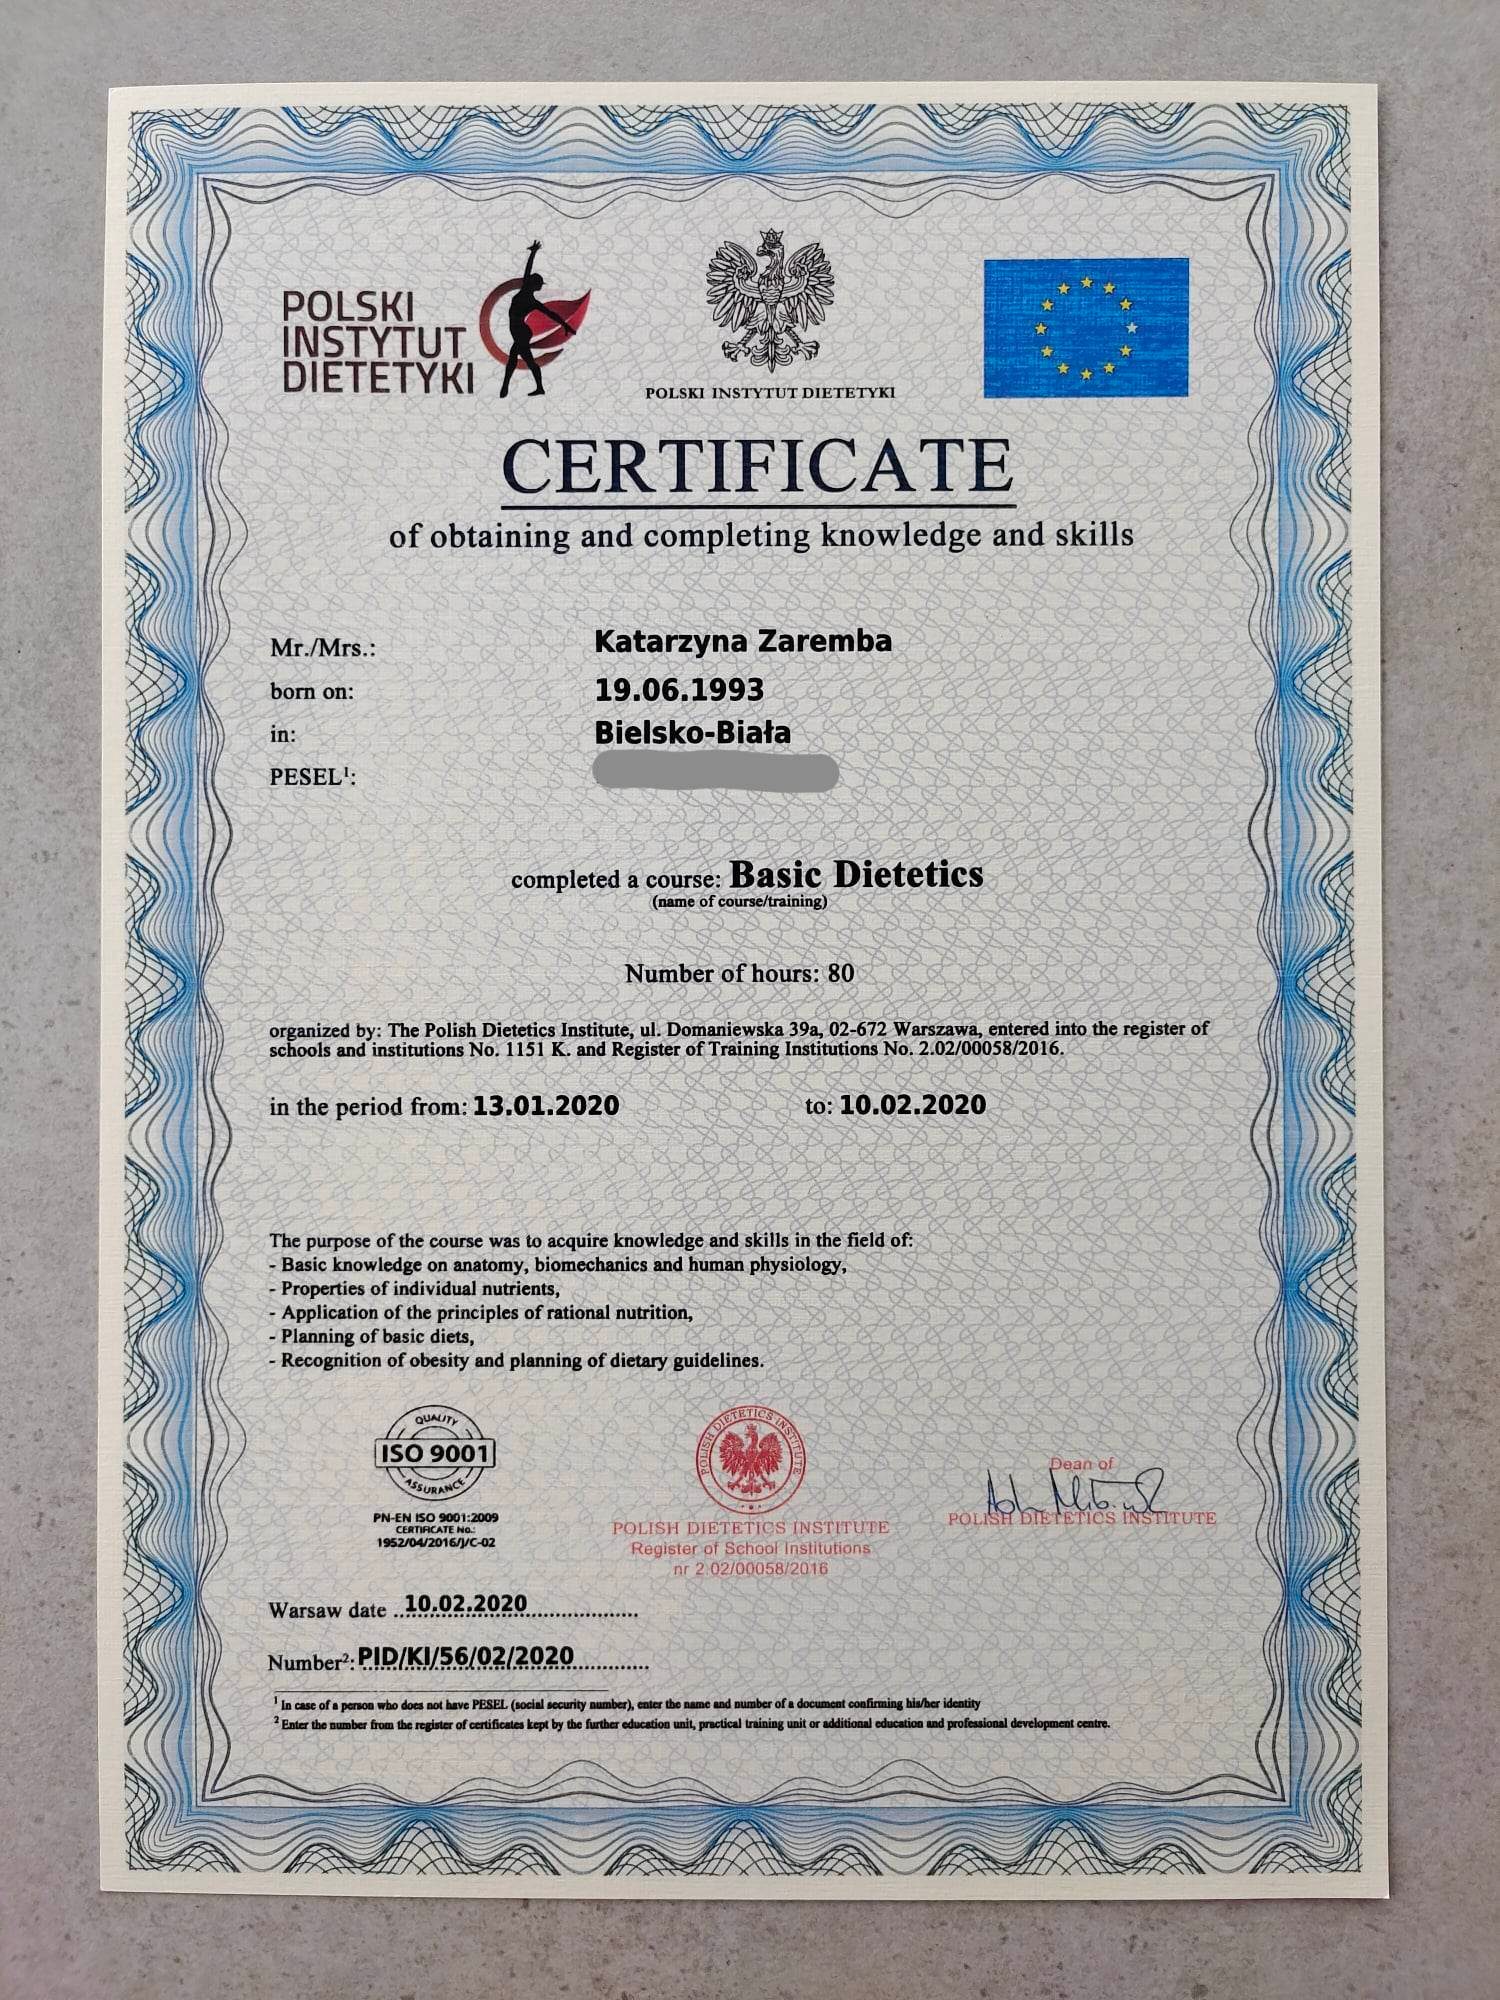 POLSKI
INSTYTUT
DIETETYKI
POLSKI INSTYTUT DIETETYKI
CERTIFICATE
of obtaining and completing knowledge and skills
Mr./Mrs.: Katarzyna Zaremba
born on: 19.06.1993
in: Bielsko-Biała
PESEL¹:
completed a course: Basic Dietetics
(name of course/training)
Number of hours: 80
organized by: The Polish Dietetics Institute, ul. Domaniewska 39a, 02-672 Warszawa, entered into the register of
schools and institutions No. 1151 K. and Register of Training Institutions No. 2.02/00058/2016.
in the period from: 13.01.2020 to: 10.02.2020
The purpose of the course was to acquire knowledge and skills in the field of:
- Basic knowledge on anatomy, biomechanics and human physiology,
- Properties of individual nutrients,
- Application of the principles of rational nutrition,
- Planning of basic diets,
- Recognition of obesity and planning of dietary guidelines.
QUALITY
ISO 9001
ASSURANCE
PN-EN ISO 9001:2009
CERTIFICATE No.:
1952/04/2016/J/C-02
POLISH DIETETICS INSTITUTE
POLISH DIETETICS INSTITUTE
Register of School Institutions
nr 2.02/00058/2016
Dean of
POLISH DIETETICS INSTITUTE
Warsaw date ..10.02.2020......................
Number²: PID/KI/56/02/2020..............
¹ In case of a person who does not have PESEL (social security number), enter the name and number of a document confirming his/her identity
² Enter the number from the register of certificates kept by the further education unit, practical training unit or additional education and professional development centre.